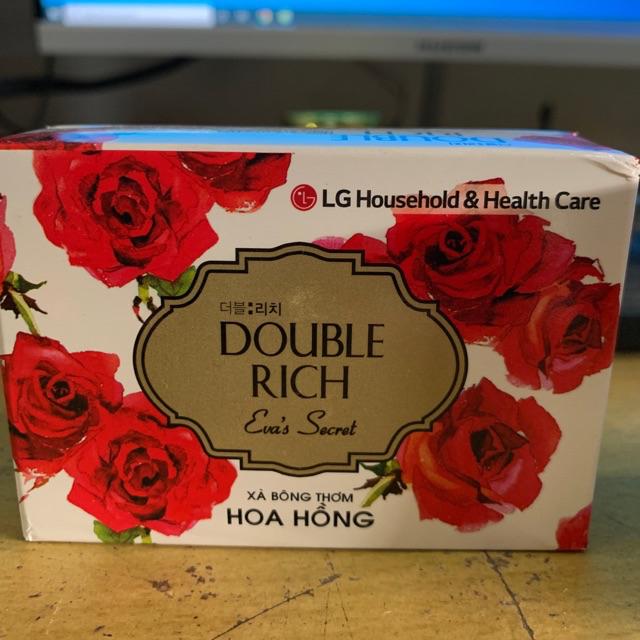 LG Household & Health Care
더블:리치
DOUBLE
RICH
Eva's Secret
XÀ BÔNG THƠM
HOA HỒNG